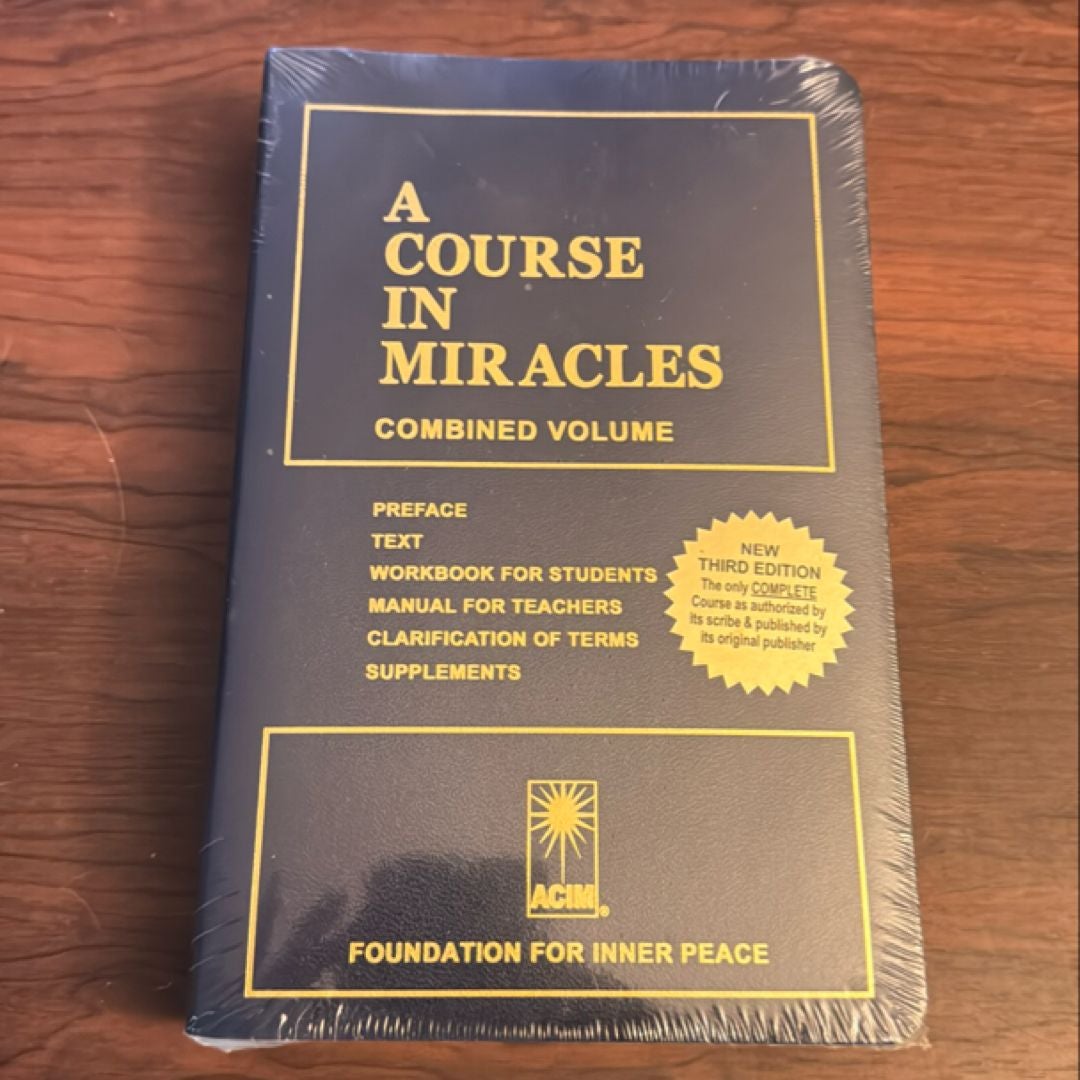 A
COURSE
IN
MIRACLES
COMBINED VOLUME
PREFACE
TEXT
WORKBOOK FOR STUDENTS
MANUAL FOR TEACHERS
CLARIFICATION OF TERMS
SUPPLEMENTS
NEW
THIRD EDITION
The only COMPLETE
Course as authorized by
Its scribe & published by
its original publisher
ACIM®
FOUNDATION FOR INNER PEACE